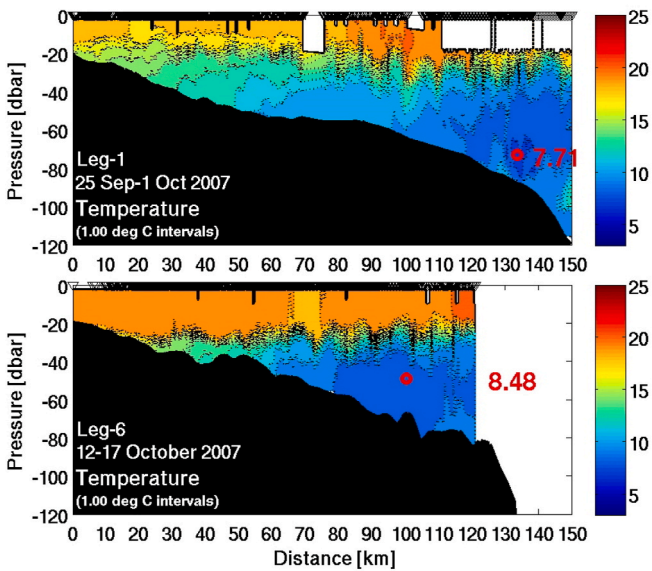 0
-20
-40
-60
-80
-100
-120
Pressure [dbar]
Leg-1
25 Sep-1 Oct 2007
Temperature
(1.00 deg C intervals)
7.71
0 10 20 30 40 50 60 70 80 90 100 110 120 130 140 150
25
20
15
10
5
0
-20
-40
-60
-80
-100
-120
Pressure [dbar]
Leg-6
12-17 October 2007
Temperature
(1.00 deg C intervals)
8.48
0 10 20 30 40 50 60 70 80 90 100 110 120 130 140 150
Distance [km]
25
20
15
10
5